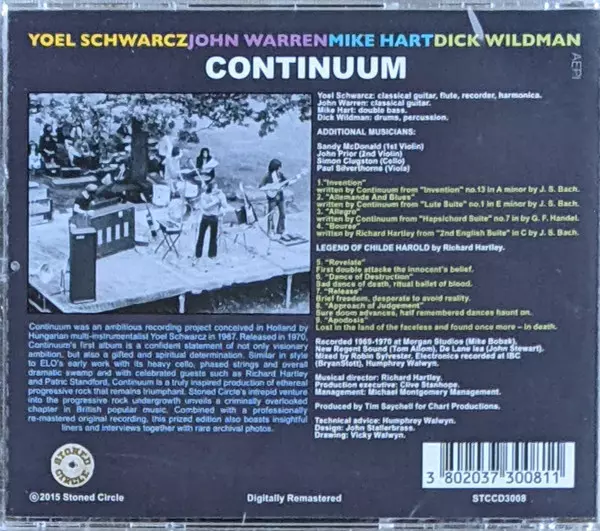 YOEL SCHWARCZ JOHN WARREN MIKE HART DICK WILDMAN
CONTINUUM
AEPI
Yoel Schwarcz: classical guitar, flute, recorder, harmonica.
John Warren: classical guitar.
Mike Hart: double bass.
Dick Wildman: drums, percussion.
ADDITIONAL MUSICIANS:
Sandy McDonald (1st Violin)
John Prior (2nd Violin)
Simon Clugston (Cello)
Paul Silverthorne (Viola)
1."Invention"
written by Continuum from "Invention" no.13 in A minor by J. S. Bach.
2."Allemande And Blues"
written by Continuum from "Lute Suite" no.1 in E minor by J. S. Bach.
3."Allegro"
written by Continuum from "Hapsichord Suite" no.7 in by G. F. Handel.
4."Boureé"
written by Richard Hartley from "2nd English Suite" in C by J. S. Bach.
LEGEND OF CHILDE HAROLD by Richard Hartley.
5. "Revelate"
First double attacks the innocent's belief.
6. "Dance of Destruction"
Bad dance of death, ritual ballet of blood.
7. "Release"
Brief freedom, desperate to avoid reality.
8. "Approach of Judgement"
Sure doom advances, half temembered dances haunt on.
9. "Apodosis"
Lost in the land of the faceless and found once more – in death.
Recorded 1969-1970 at Morgan Studios (Mike Bobak),
New Regent Sound (Tom Allom), De Lane lea (John Stewart).
Mixed by Robin Sylvester, Electronics recorded at IBC
(BryanStott), Humphrey Walwyn.
Musical director: Richard Hartley.
Production executive: Clive Stanhope.
Management: Michael Montgomery Management.
Produced by Tim Saychell for Chart Productions.
Technical advice: Humphrey Walwyn.
Design: John Stallerbrass.
Drawing: Vicky Walwyn.
Continuum was an ambitious recording project conceived in Holland by
Hungarian multi-instrumentalist Yoel Schwarcz in 1967. Released in 1970,
Continuum's first album is a confident statement of not only visionary
ambition, but also a gifted and spiritual determination. Similar in style
to ELO's early work with its heavy cello, phased strings and overall
dramatic swamp and with celebrated guests such as Richard Hartley
and Patric Standford, Continuum is a truly inspired production of ethereal
progressive rock that remains triumphant. Stoned Circle's intrepid venture
into the progressive rock undergrowth unveils a criminally overlooked
chapter in British popular music. Combined with a professionally
re-mastered original recording, this prized edition also boasts insightful
liners and interviews together with rare archival photos.
STONED
CIRCLE
©2015 Stoned Circle
Digitally Remastered
3 802037 300811
STCCD3008